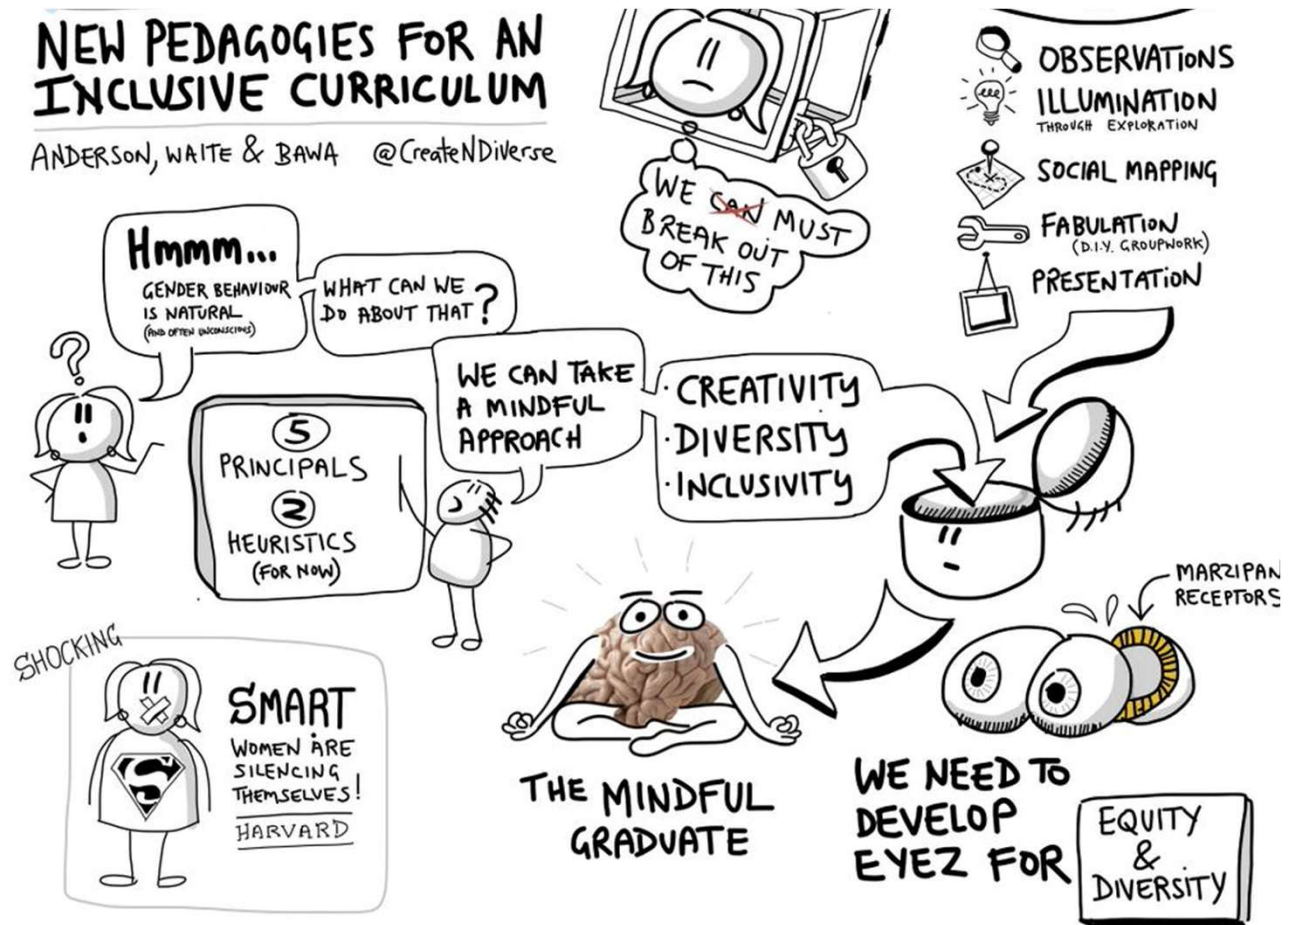 NEW PEDAGOGIES FOR AN
INCLUSIVE CURRICULUM
ANDERSON, WAITE & BAWA @CreateNDiverse
WE CAN MUST
BREAK OUT
OF THIS
OBSERVATIONS
ILLUMINATION
THROUGH EXPLORATION
SOCIAL MAPPING
FABULATION
(D.I.Y. GROUPWORK)
PRESENTATION
Hmmm...
GENDER BEHAVIOUR
IS NATURAL
(AND OFTEN UNCONSCIOUS)
WHAT CAN WE
DO ABOUT THAT?
WE CAN TAKE
A MINDFUL
APPROACH
· CREATIVITY
· DIVERSITY
· INCLUSIVITY
?
5
PRINCIPALS
2
HEURISTICS
(FOR NOW)
MARZIPAN
RECEPTORS
SHOCKING
S
SMART
WOMEN ARE
SILENCING
THEMSELVES!
HARVARD
THE MINDFUL
GRADUATE
WE NEED TO
DEVELOP
EYEZ FOR
EQUITY
&
DIVERSITY